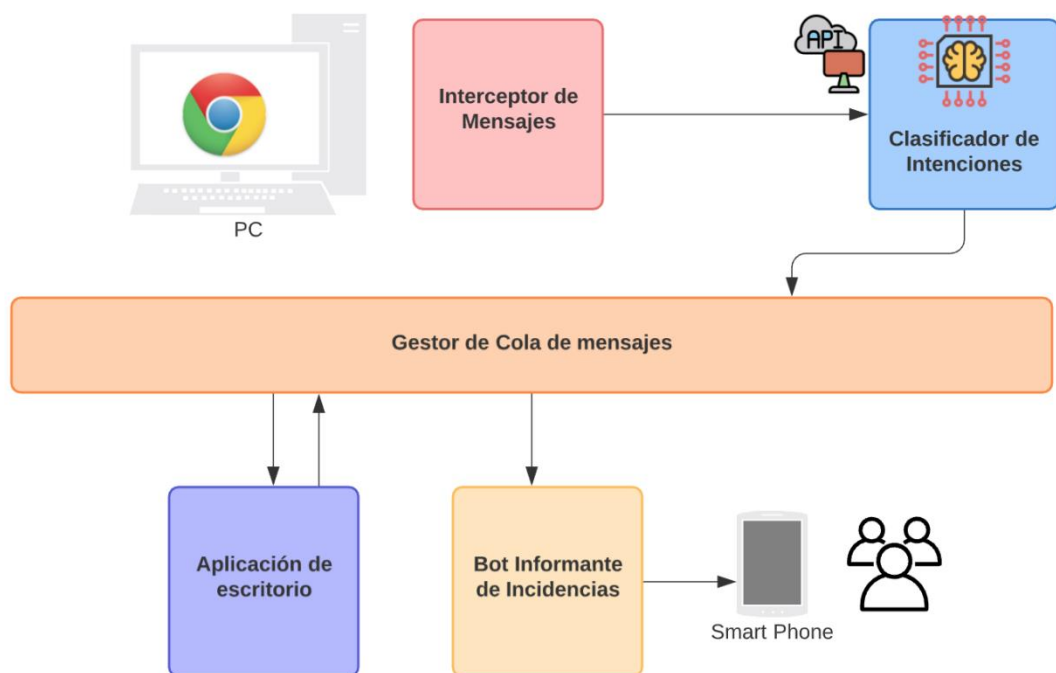 PC
Interceptor de
Mensajes
API
Clasificador de
Intenciones
Gestor de Cola de mensajes
Aplicación de
escritorio
Bot Informante
de Incidencias
Smart Phone